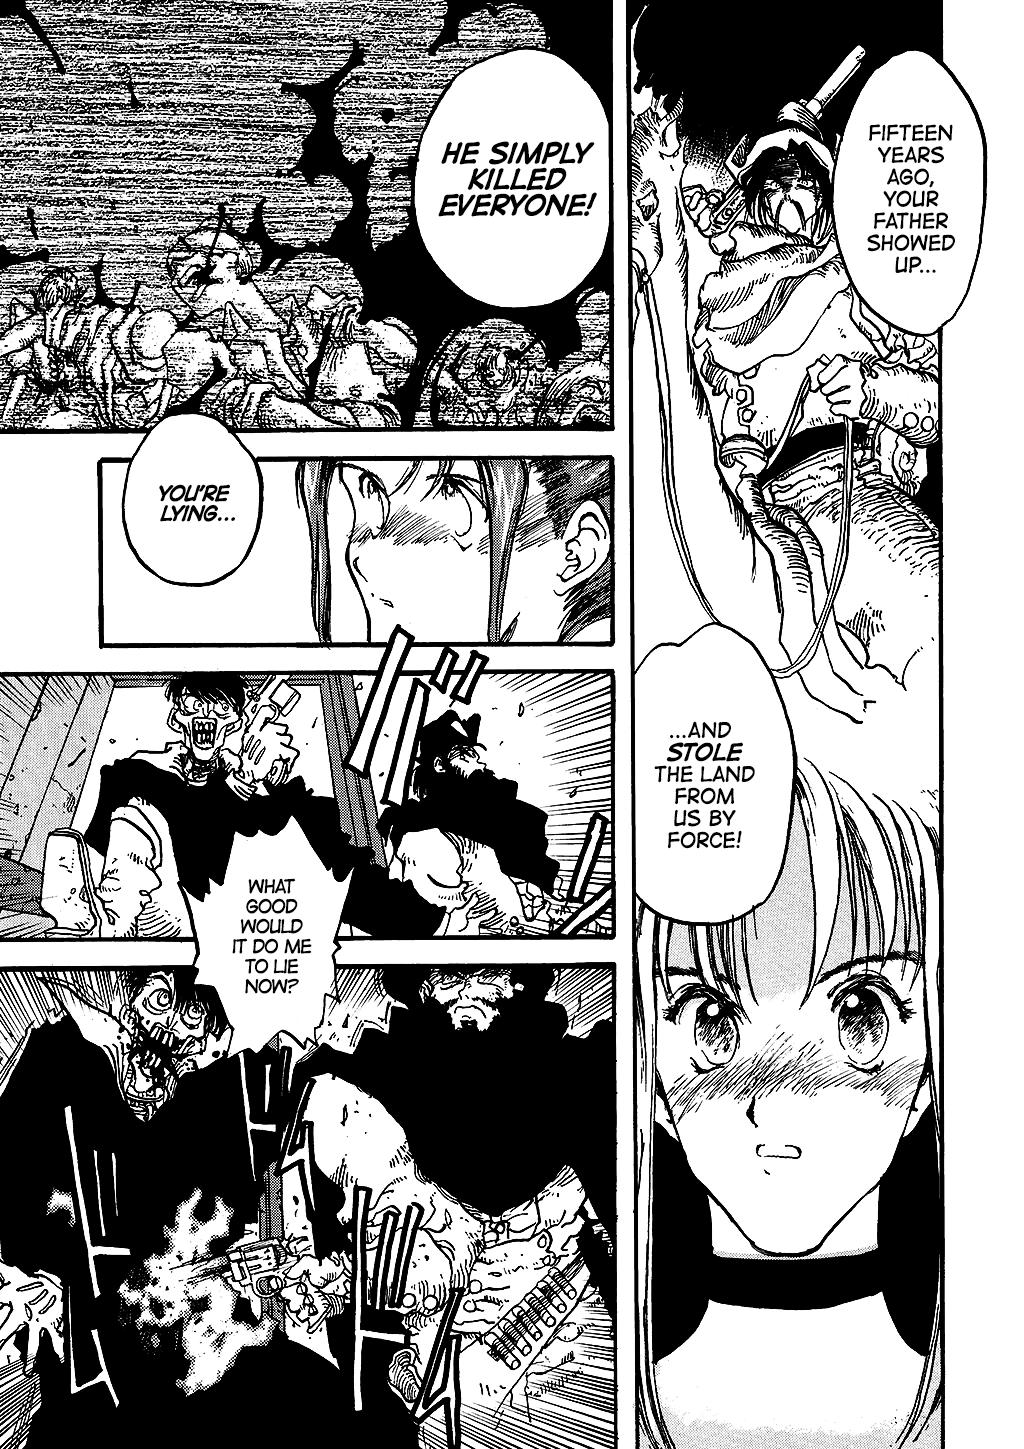 FIFTEEN
YEARS
AGO,
YOUR
FATHER
SHOWED
UP...
...AND
STOLE
THE LAND
FROM
US BY
FORCE!
HE SIMPLY
KILLED
EVERYONE!
YOU'RE
LYING...
WHAT
GOOD
WOULD
IT DO ME
TO LIE
NOW?